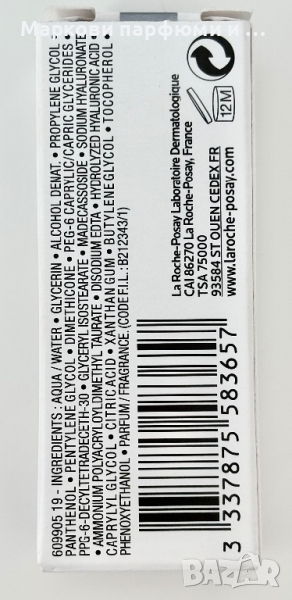 Маркови парфюми и ...
609905 19 - INGREDIENTS : AQUA / WATER • GLYCERIN • ALCOHOL DENAT. • PROPYLENE GLYCOL
PANTHENOL • PENTYLENE GLYCOL • DIMETHICONE • PEG-6 CAPRYLIC/CAPRIC GLYCERIDES
PPG-6-DECYLTETRADECETH-30 • GLYCERYL ISOSTEARATE • MADECASSOSIDE • SODIUM HYALURONATE
• AMMONIUM POLYACRYLOYLDIMETHYL TAURATE • DISODIUM EDTA • HYDROLYZED HYALURONIC ACID
CAPRYLYL GLYCOL • CITRIC ACID • XANTHAN GUM • BUTYLENE GLYCOL • TOCOPHEROL
PHENOXYETHANOL • PARFUM / FRAGRANCE. (CODE F.I.L. : B212343/1)
12M
La Roche-Posay Laboratoire Dermatologique
CAI 86270 La Roche-Posay, France
TSA 75000
93584 ST OUEN CEDEX FR
www.laroche-posay.com
3 337875 583657
BAZAR